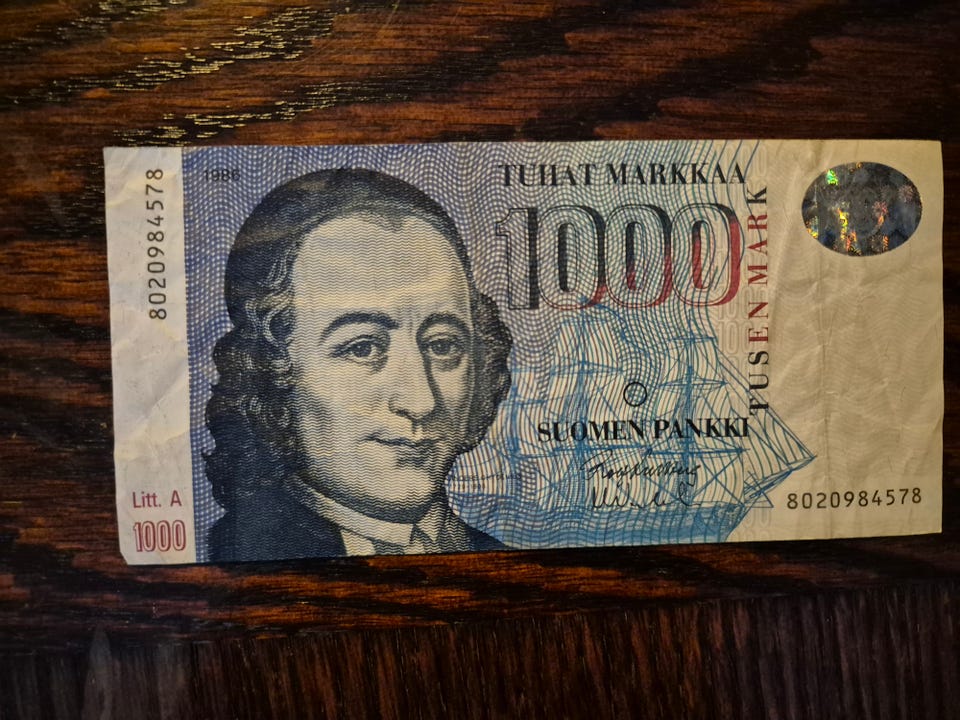 8020984578
1986
TUHAT MARKKAA
1000
TUSEN MARK
SUOMEN PANKKI
Litt. A
1000
8020984578